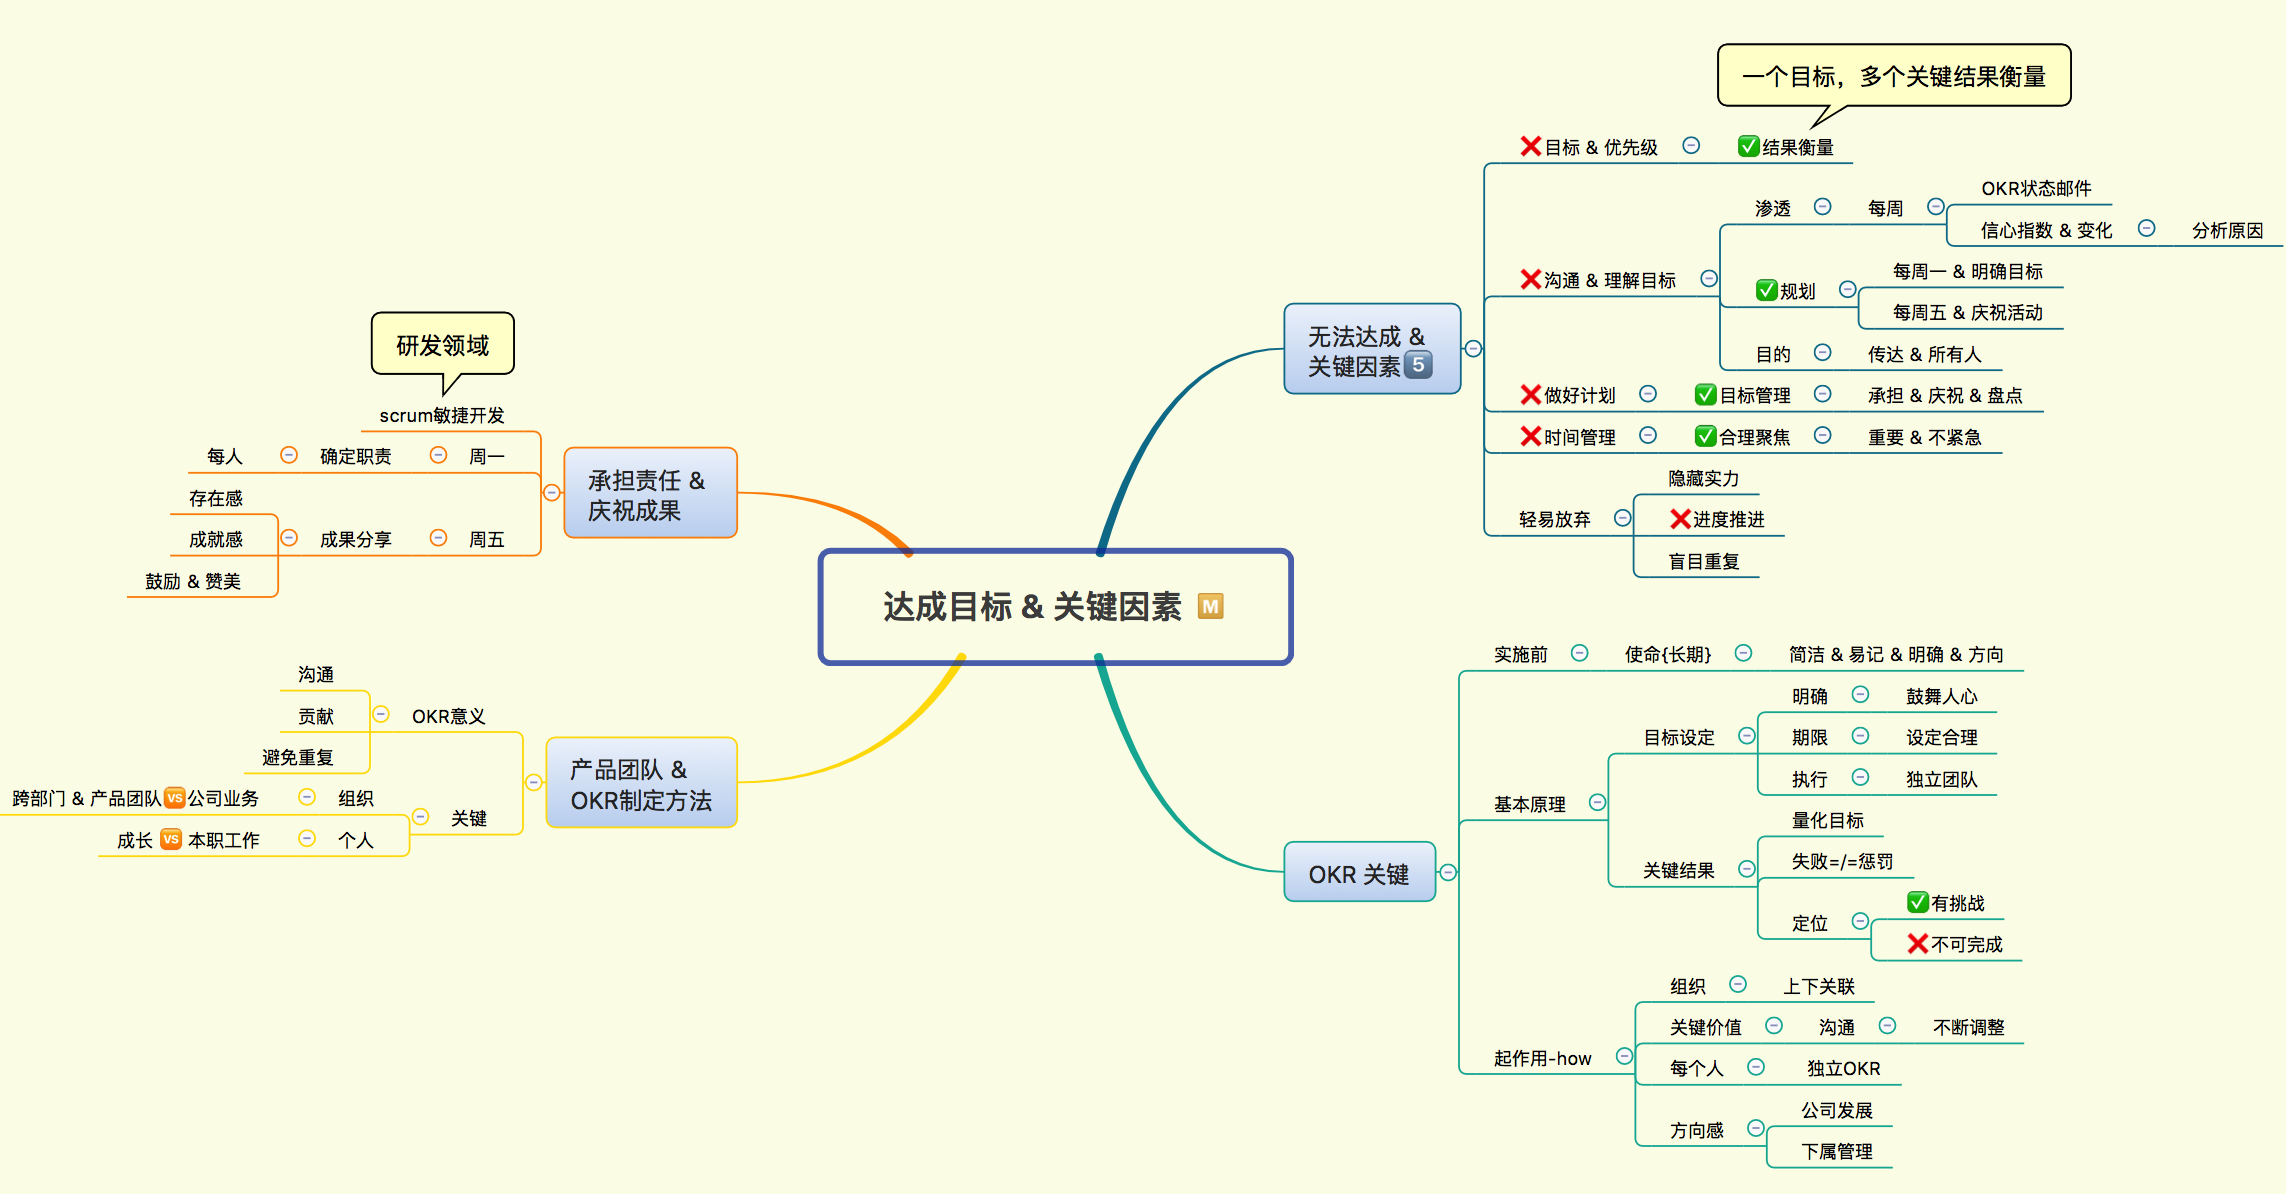 达成目标 & 关键因素 M
一个目标，多个关键结果衡量
无法达成 &
关键因素5
❌目标 & 优先级
✅结果衡量
❌沟通 & 理解目标
渗透
每周
OKR状态邮件
信心指数 & 变化
分析原因
✅规划
每周一 & 明确目标
每周五 & 庆祝活动
目的
传达 & 所有人
❌做好计划
✅目标管理
承担 & 庆祝 & 盘点
❌时间管理
✅合理聚焦
重要 & 不紧急
轻易放弃
隐藏实力
❌进度推进
盲目重复
OKR 关键
实施前
使命{长期}
简洁 & 易记 & 明确 & 方向
基本原理
目标设定
明确
鼓舞人心
期限
设定合理
执行
独立团队
关键结果
量化目标
失败=/=惩罚
定位
✅有挑战
❌不可完成
起作用-how
组织
上下关联
关键价值
沟通
不断调整
每个人
独立OKR
方向感
公司发展
下属管理
承担责任 &
庆祝成果
研发领域
scrum敏捷开发
周一
确定职责
每人
周五
成果分享
存在感
成就感
鼓励 & 赞美
产品团队 &
OKR制定方法
OKR意义
沟通
贡献
避免重复
关键
组织
跨部门 & 产品团队🆚公司业务
个人
成长 🆚 本职工作